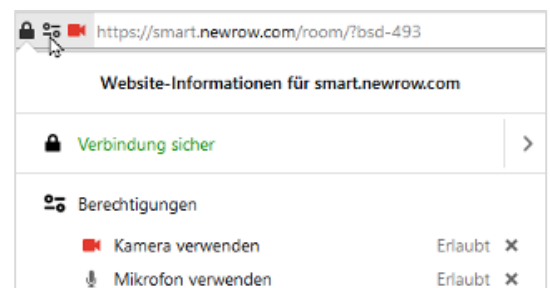 https://smart.newrow.com/room/?bsd-493
Website-Informationen für smart.newrow.com
Verbindung sicher
Berechtigungen
Kamera verwenden Erlaubt
Mikrofon verwenden Erlaubt